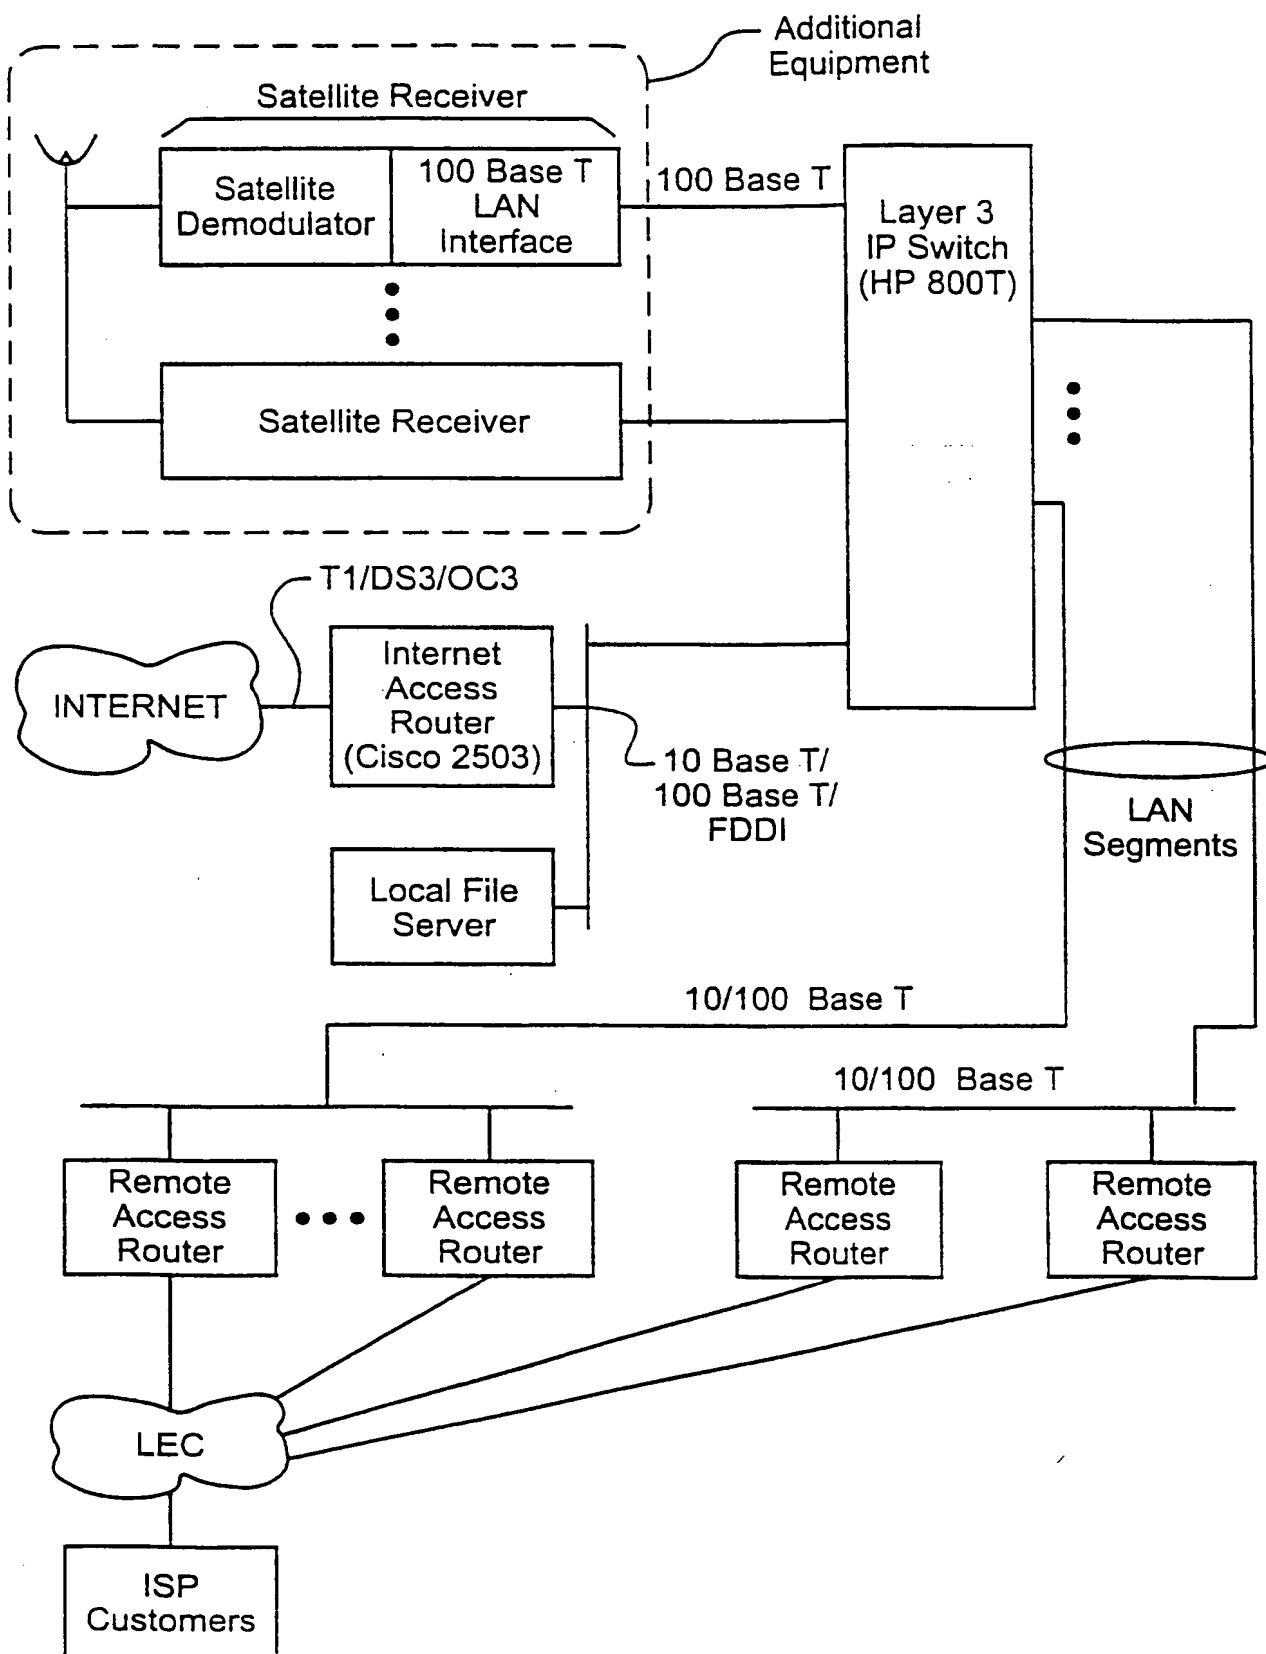 Additional
Equipment
Satellite Receiver
Satellite
Demodulator
100 Base T
LAN
Interface
100 Base T
Layer 3
IP Switch
(HP 800T)
Satellite Receiver
T1/DS3/OC3
INTERNET
Internet
Access
Router
(Cisco 2503)
10 Base T/
100 Base T/
FDDI
LAN
Segments
Local File
Server
10/100 Base T
10/100 Base T
Remote
Access
Router
Remote
Access
Router
Remote
Access
Router
Remote
Access
Router
LEC
ISP
Customers